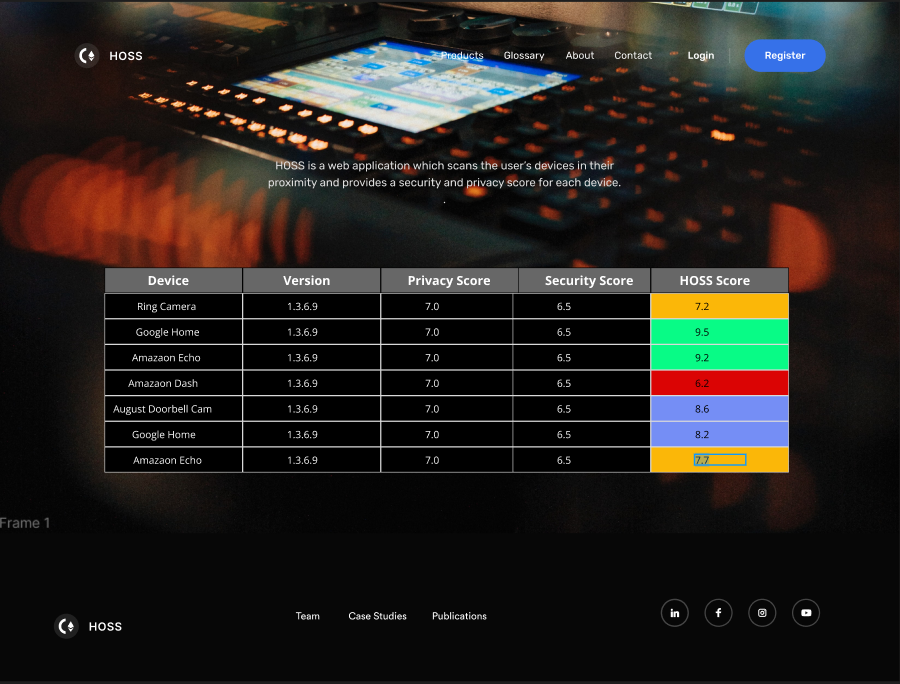 HOSS
Products Glossary About Contact Login Register
HOSS is a web application which scans the user's devices in their
proximity and provides a security and privacy score for each device.
.
Device Version Privacy Score Security Score HOSS Score
Ring Camera 1.3.6.9 7.0 6.5 7.2
Google Home 1.3.6.9 7.0 6.5 9.5
Amazaon Echo 1.3.6.9 7.0 6.5 9.2
Amazaon Dash 1.3.6.9 7.0 6.5 6.2
August Doorbell Cam 1.3.6.9 7.0 6.5 8.6
Google Home 1.3.6.9 7.0 6.5 8.2
Amazaon Echo 1.3.6.9 7.0 6.5 7.7
Frame 1
HOSS
Team Case Studies Publications
in f